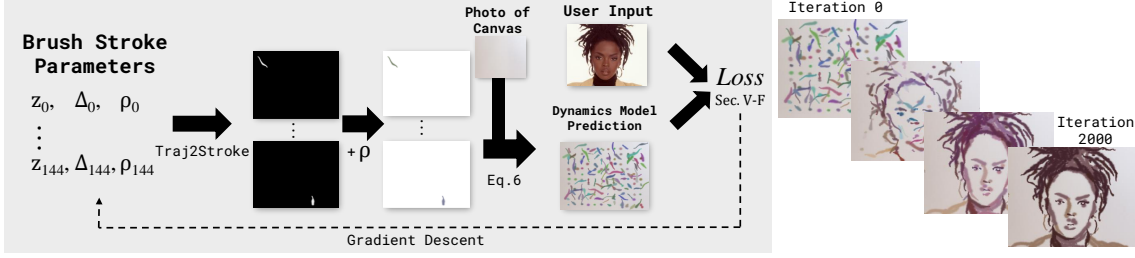 Brush Stroke
Parameters
z0, Δ0, ρ0
⋮
z144, Δ144, ρ144
Traj2Stroke
⋮
+ρ
⋮
Photo of
Canvas
Eq.6
User Input
Dynamics Model
Prediction
Loss
Sec. V-F
Gradient Descent
Iteration 0
Iteration
2000